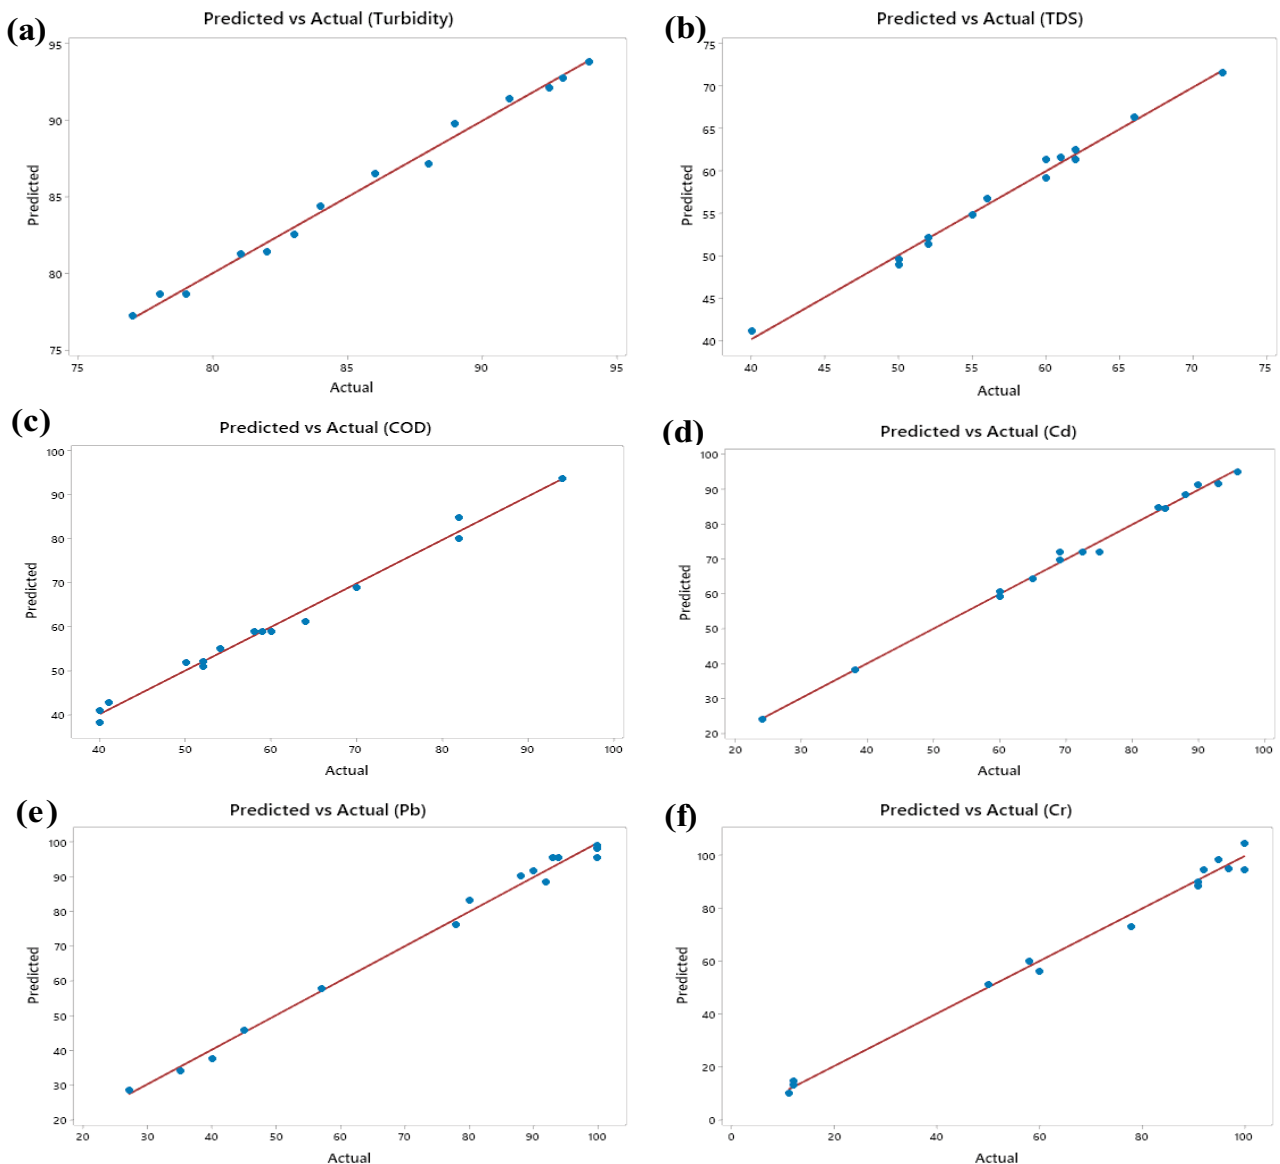 (a)
Predicted vs Actual (Turbidity)
95
90
85
80
75
Predicted
75 80 85 90 95
Actual
(b)
Predicted vs Actual (TDS)
75
70
65
60
55
50
45
40
Predicted
40 45 50 55 60 65 70 75
Actual
(c)
Predicted vs Actual (COD)
100
90
80
70
60
50
40
Predicted
40 50 60 70 80 90 100
Actual
(d)
Predicted vs Actual (Cd)
100
90
80
70
60
50
40
30
20
Predicted
20 30 40 50 60 70 80 90 100
Actual
(e)
Predicted vs Actual (Pb)
100
90
80
70
60
50
40
30
20
Predicted
20 30 40 50 60 70 80 90 100
Actual
(f)
Predicted vs Actual (Cr)
100
80
60
40
20
0
Predicted
0 20 40 60 80 100
Actual